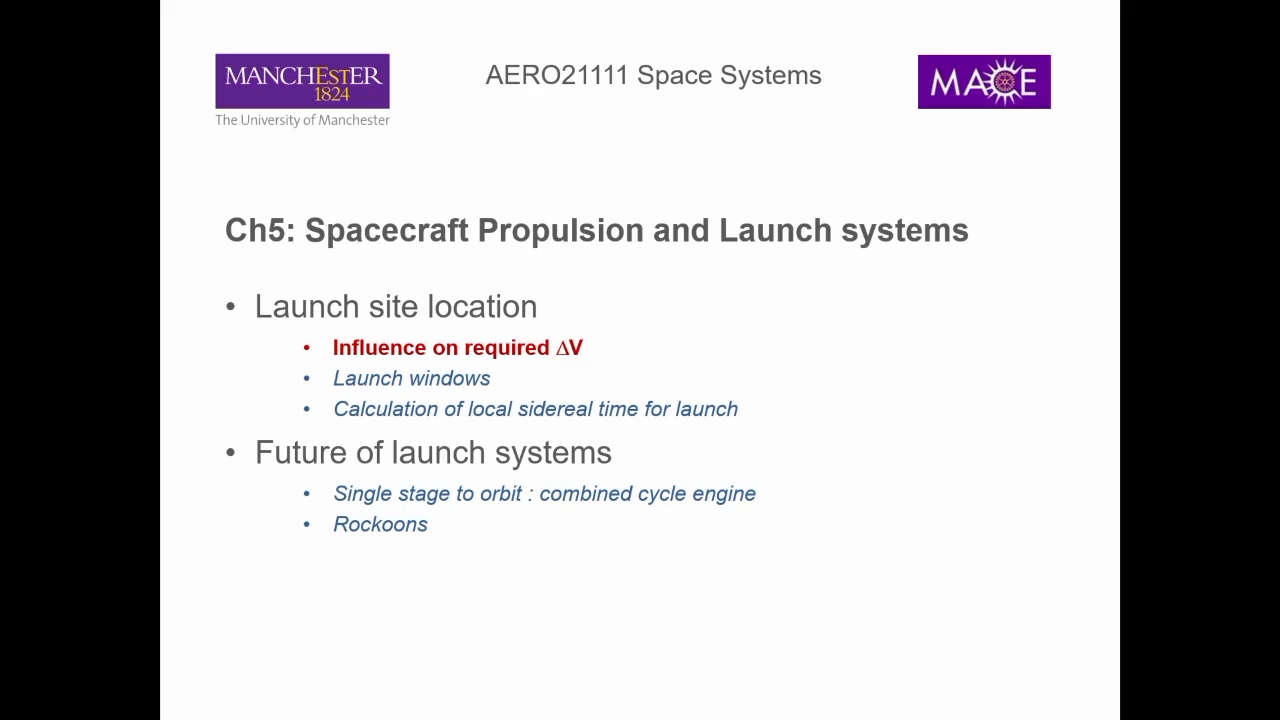 MANCHESTER
1824
The University of Manchester
AERO21111 Space Systems
MACE
Ch5: Spacecraft Propulsion and Launch systems
• Launch site location
• Influence on required ΔV
• Launch windows
• Calculation of local sidereal time for launch
• Future of launch systems
• Single stage to orbit : combined cycle engine
• Rockoons